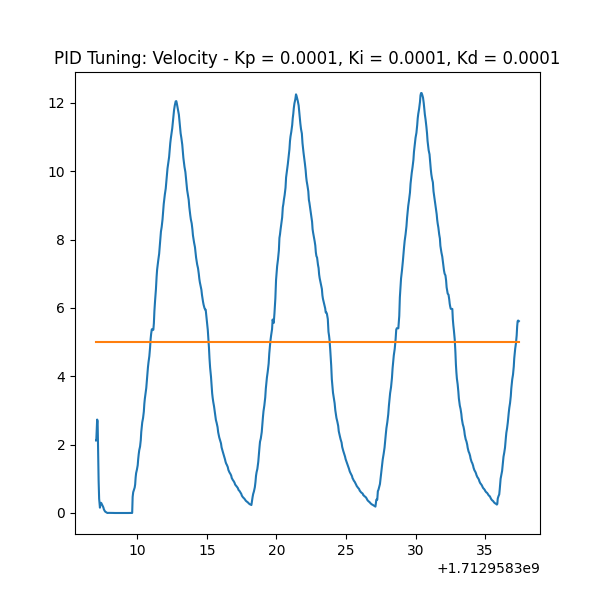 PID Tuning: Velocity - Kp = 0.0001, Ki = 0.0001, Kd = 0.0001
12
10
8
6
4
2
0
10 15 20 25 30 35
+1.7129583e9